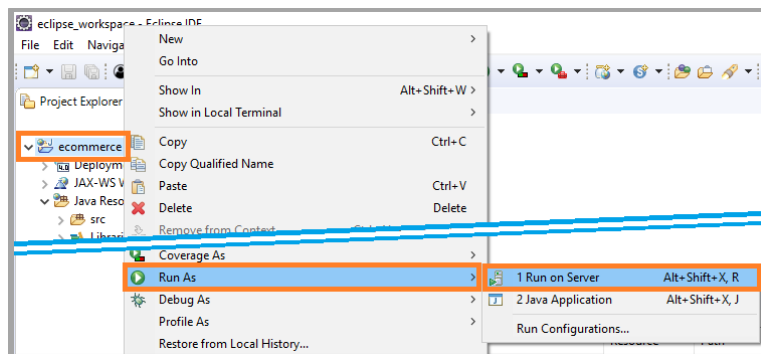 eclipse_workspace - Eclipse IDE
File Edit Naviga
Project Explorer
ecommerce
Deploym
JAX-WS
Java Reso
src
New
Go Into
Show In Alt+Shift+W
Show in Local Terminal
Copy Ctrl+C
Copy Qualified Name
Paste Ctrl+V
Delete Delete
Remove from Context
Coverage As
Run As
Debug As
Profile As
Restore from Local History...
1 Run on Server Alt+Shift+X, R
2 Java Application Alt+Shift+X, J
Run Configurations...